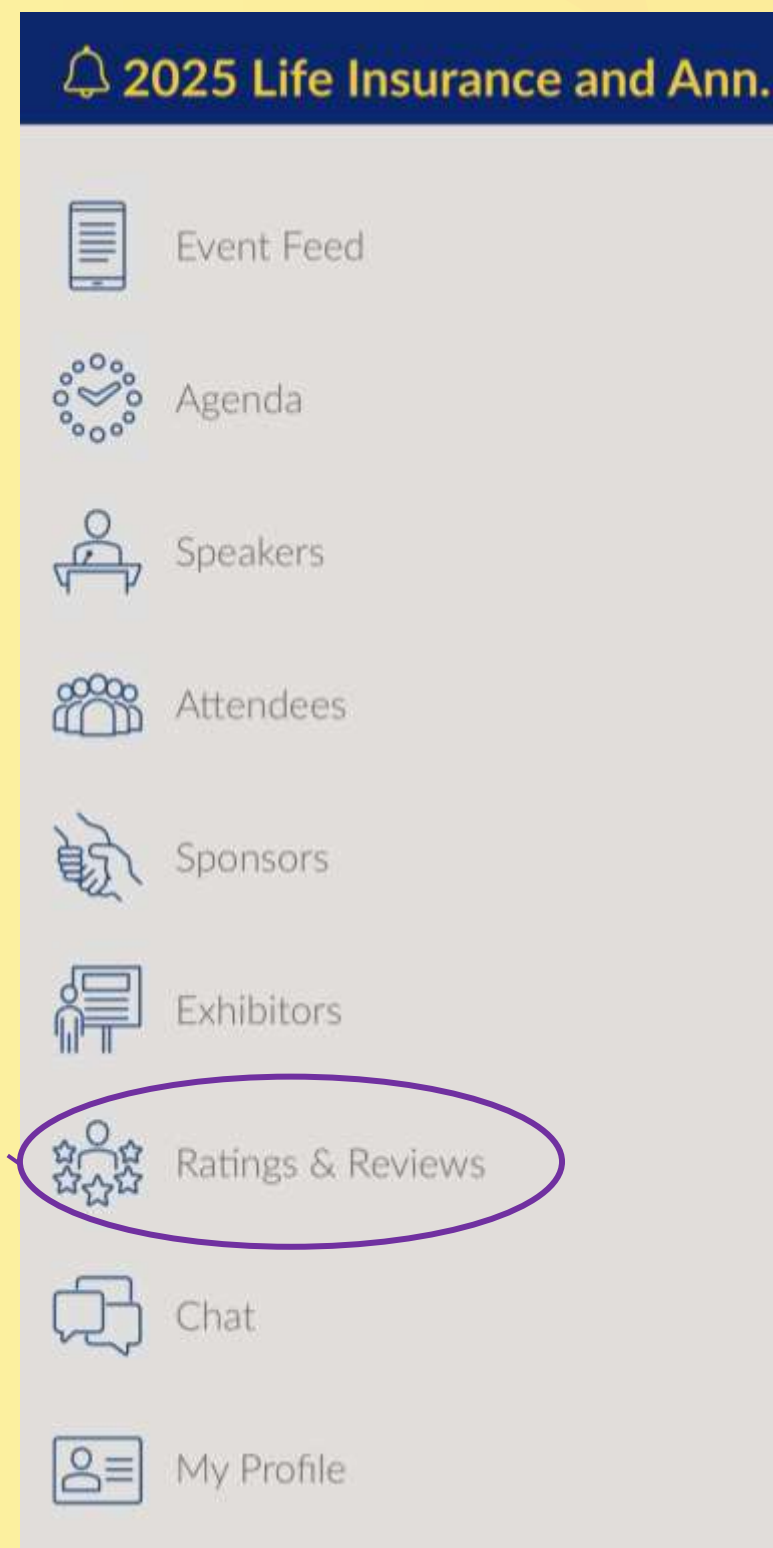 2025 Life Insurance and Ann.
Event Feed
Agenda
Speakers
Attendees
Sponsors
Exhibitors
Ratings & Reviews
Chat
My Profile